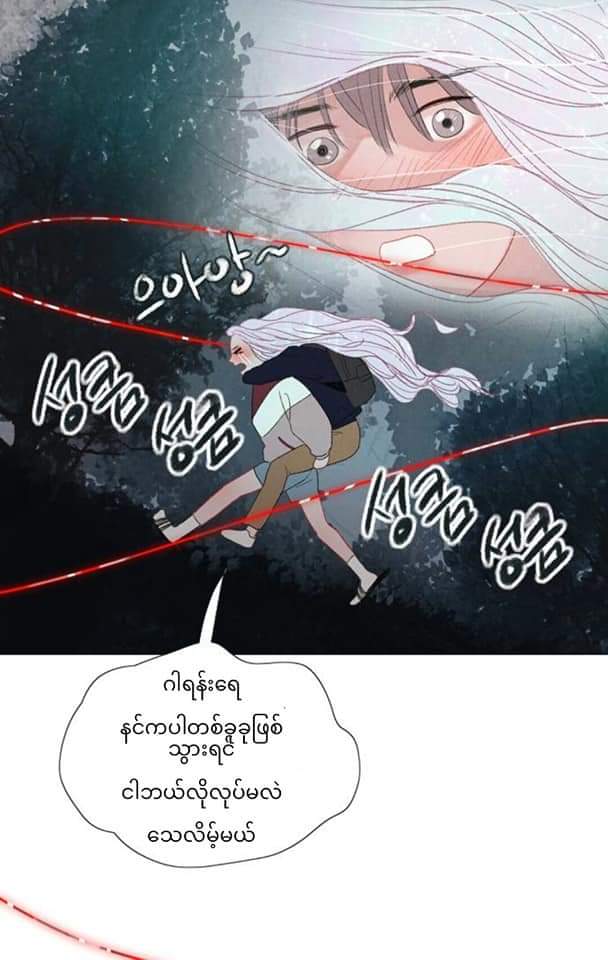 으아앙~
성큼
성큼
성큼
성큼
ဂါရန်းရေ
နင်ကပါတစ်ခုခုဖြစ်
သွားရင်
ငါဘယ်လိုလုပ်မလဲ
သေလိမ့်မယ်